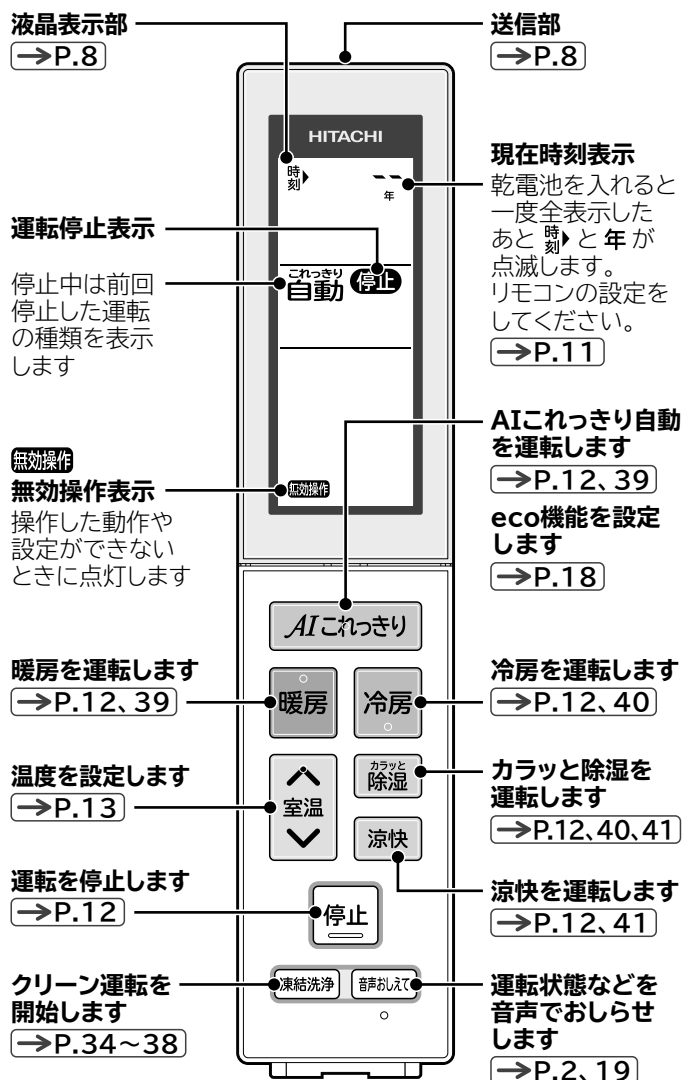 液晶表示部
→P.8
送信部
→P.8
HITACHI
時刻
年
現在時刻表示
乾電池を入れると
一度全表示した
あと 時刻 と 年 が
点滅します。
リモコンの設定を
してください。
→P.11
運転停止表示
停止中は前回
停止した運転
の種類を表示
します
これっきり
自動 停止
無効操作
無効操作表示
操作した動作や
設定ができない
ときに点灯します
無効操作
AIこれっきり自動
を運転します
→P.12、39
eco機能を設定
します
→P.18
AIこれっきり
暖房を運転します
→P.12、39
暖房
冷房
冷房を運転します
→P.12、40
温度を設定します
→P.13
室温
カラッと
除湿
カラッと除湿を
運転します
→P.12、40、41
涼快
運転を停止します
→P.12
停止
涼快を運転します
→P.12、41
クリーン運転を
開始します
→P.34～38
凍結洗浄
音声おしえて
運転状態などを
音声でおしらせ
します
→P.2、19